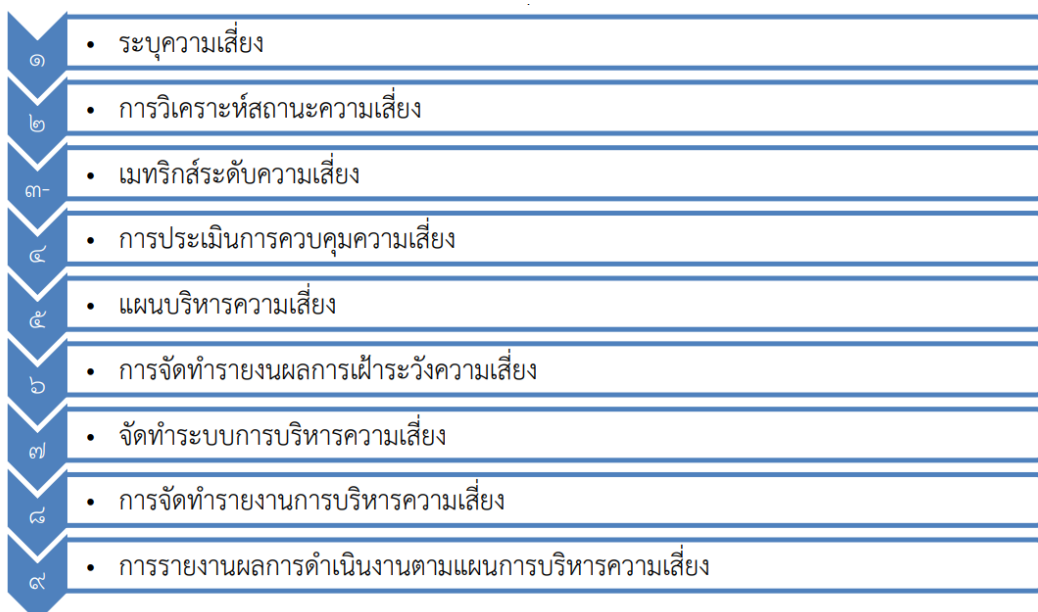 ๑ • ระบุความเสี่ยง
๒ • การวิเคราะห์สถานะความเสี่ยง
๓- • เมทริกส์ระดับความเสี่ยง
๔ • การประเมินการควบคุมความเสี่ยง
๕ • แผนบริหารความเสี่ยง
๖ • การจัดทำรายงนผลการเฝ้าระวังความเสี่ยง
๗ • จัดทำระบบการบริหารความเสี่ยง
๘ • การจัดทำรายงานการบริหารความเสี่ยง
๙ • การรายงานผลการดำเนินงานตามแผนการบริหารความเสี่ยง